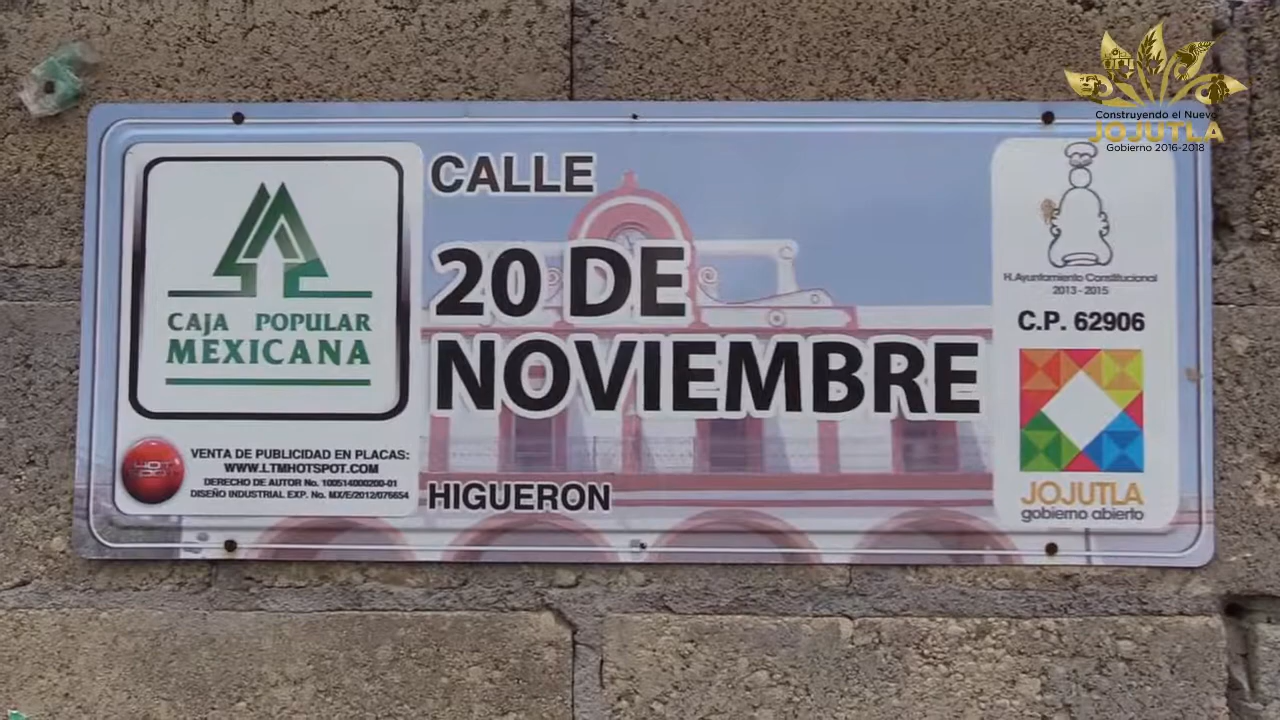 Construyendo el Nuevo
JOJUTLA
Gobierno 2016-2018
CAJA POPULAR
MEXICANA
VENTA DE PUBLICIDAD EN PLACAS:
WWW.LTMHOTSPOT.COM
DERECHO DE AUTOR No. 100514000200-01
DISEÑO INDUSTRIAL EXP. No. MX/E/2012/076654
CALLE
20 DE
NOVIEMBRE
HIGUERON
H.Ayuntamiento Constitucional
2013 - 2015
C.P. 62906
JOJUTLA
gobierno abierto